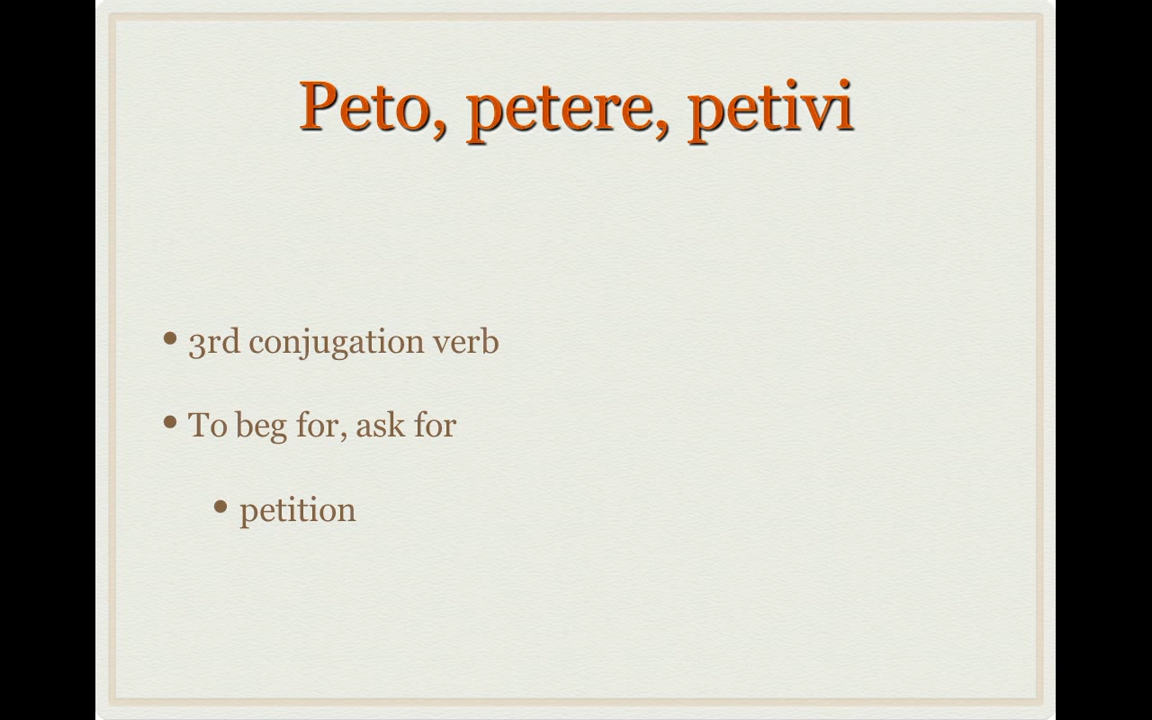 Peto, petere, petivi
• 3rd conjugation verb
• To beg for, ask for
• petition